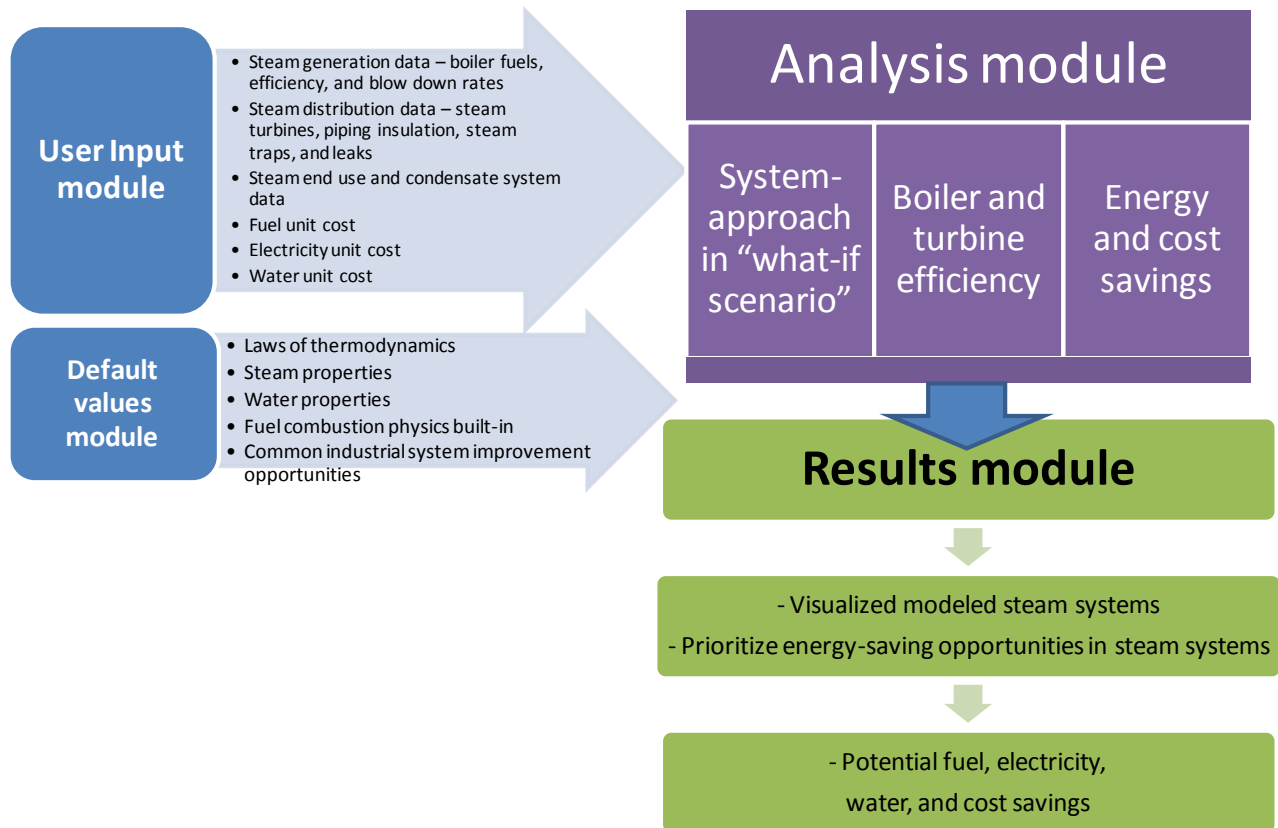 User Input
module
• Steam generation data – boiler fuels,
efficiency, and blow down rates
• Steam distribution data – steam
turbines, piping insulation, steam
traps, and leaks
• Steam end use and condensate system
data
• Fuel unit cost
• Electricity unit cost
• Water unit cost
Default
values
module
• Laws of thermodynamics
• Steam properties
• Water properties
• Fuel combustion physics built-in
• Common industrial system improvement
opportunities
Analysis module
System-
approach
in “what-if
scenario”
Boiler and
turbine
efficiency
Energy
and cost
savings
Results module
- Visualized modeled steam systems
- Prioritize energy-saving opportunities in steam systems
- Potential fuel, electricity,
water, and cost savings